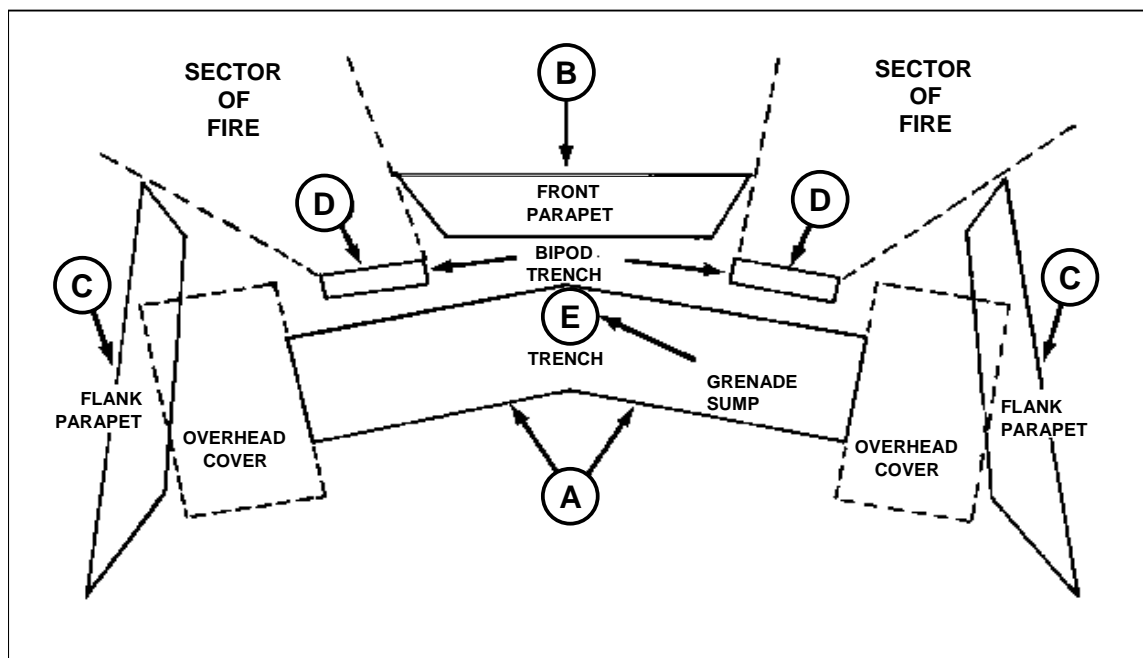 SECTOR
OF
FIRE
B
SECTOR
OF
FIRE
FRONT
PARAPET
D
D
BIPOD
TRENCH
C
C
E
TRENCH
GRENADE
SUMP
FLANK
PARAPET
OVERHEAD
COVER
OVERHEAD
COVER
FLANK
PARAPET
A